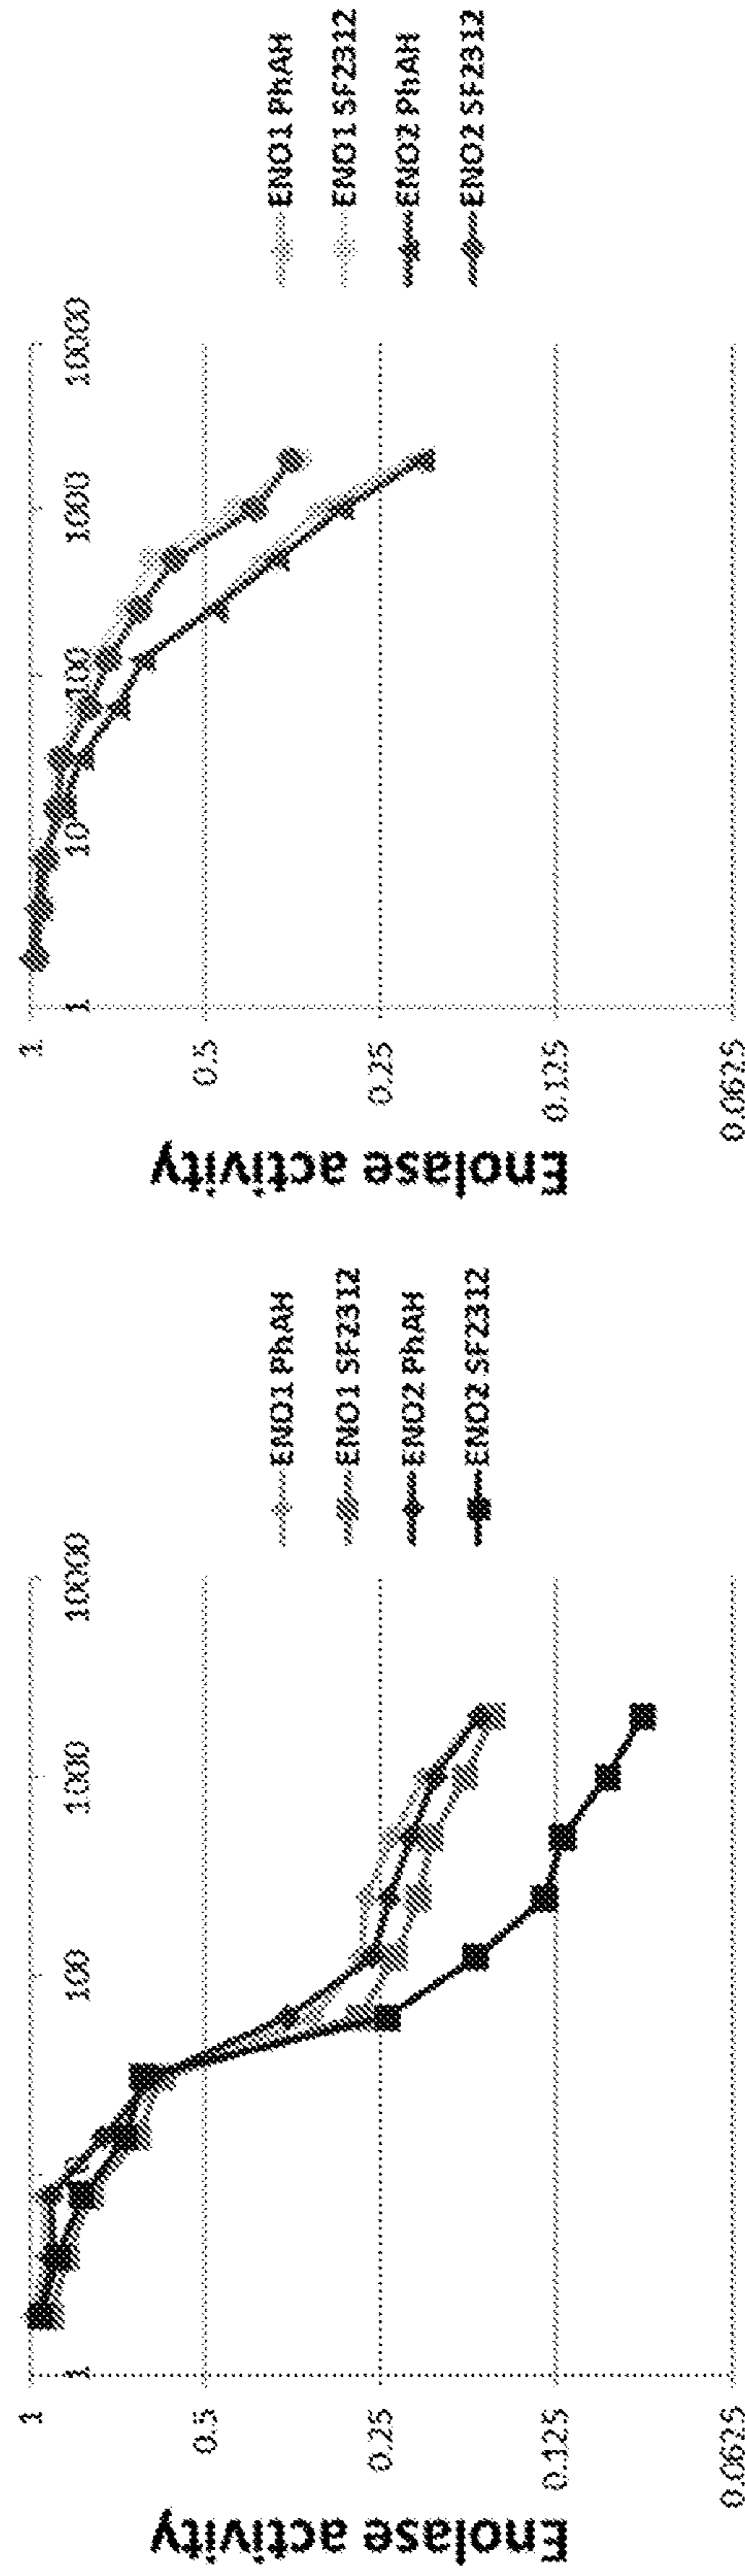 Enolase activity
1
0.5
0.25
0.125
0.0625
1
10
100
1000
10000
ENO1 PhAH
ENO1 SF2312
ENO2 PhAH
ENO2 SF2312
Enolase activity
1
0.5
0.25
0.125
0.0625
1
10
100
1000
10000
ENO1 PhAH
ENO1 SF2312
ENO2 PhAH
ENO2 SF2312